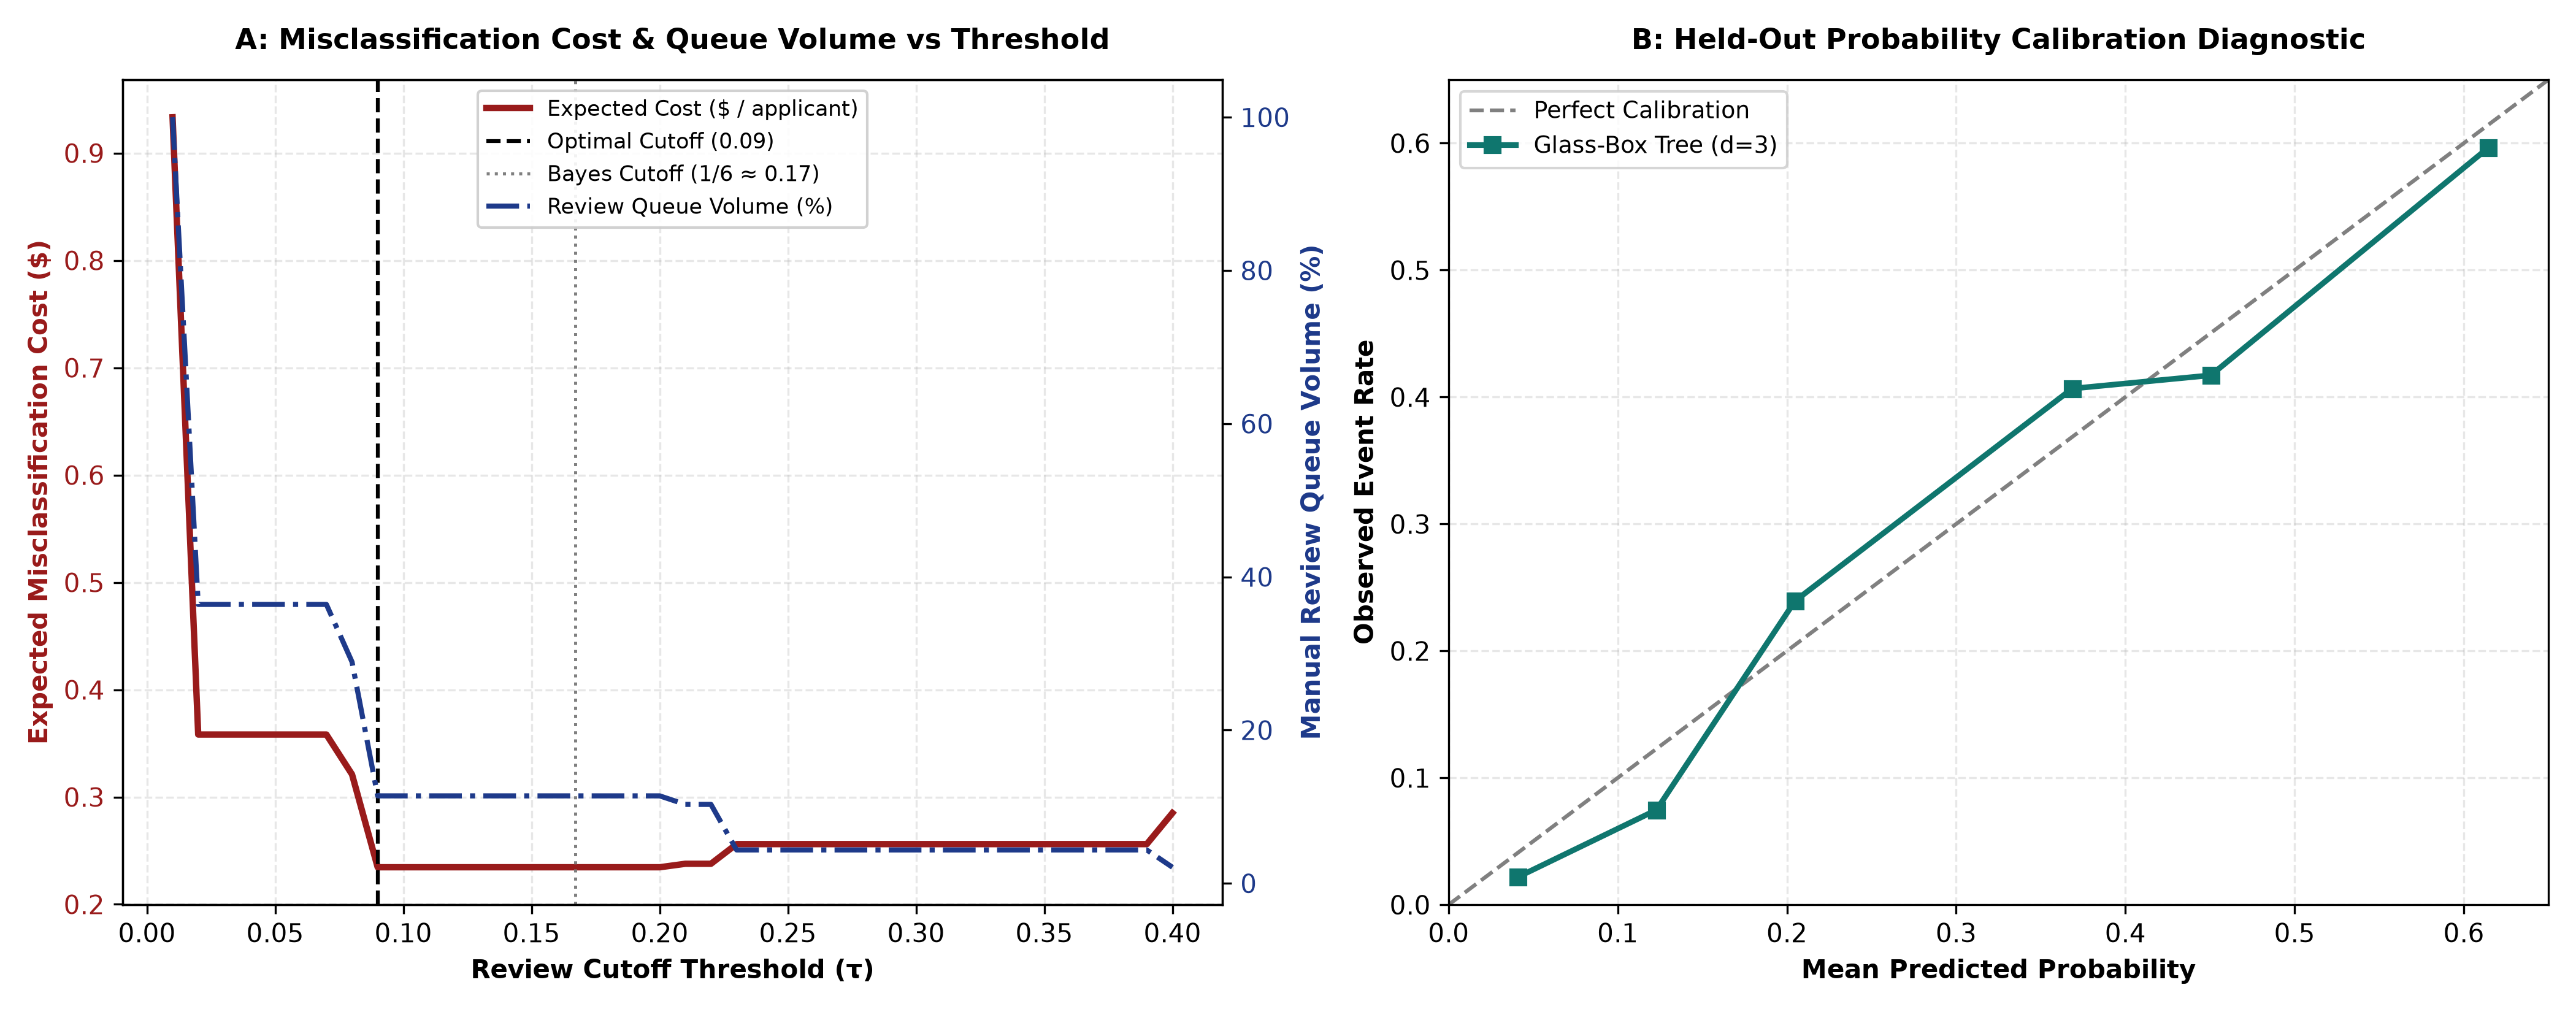 A: Misclassification Cost & Queue Volume vs Threshold
Expected Cost ($ / applicant)
Optimal Cutoff (0.09)
Bayes Cutoff (1/6 ≈ 0.17)
Review Queue Volume (%)
Expected Misclassification Cost ($)
0.9
0.8
0.7
0.6
0.5
0.4
0.3
0.2
100
80
60
40
20
0
Manual Review Queue Volume (%)
0.00 0.05 0.10 0.15 0.20 0.25 0.30 0.35 0.40
Review Cutoff Threshold (τ)
B: Held-Out Probability Calibration Diagnostic
Perfect Calibration
Glass-Box Tree (d=3)
Observed Event Rate
0.6
0.5
0.4
0.3
0.2
0.1
0.0
0.0 0.1 0.2 0.3 0.4 0.5 0.6
Mean Predicted Probability